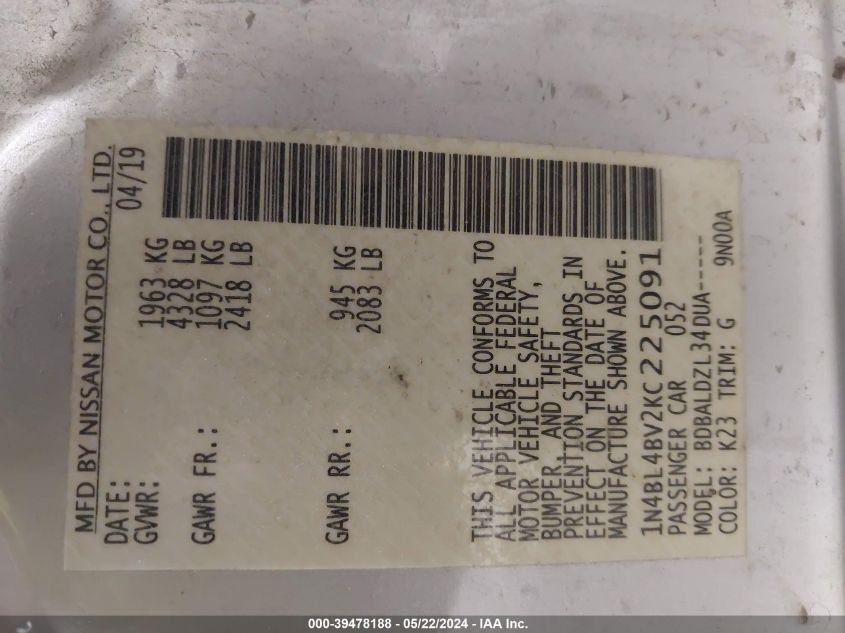 MFD BY NISSAN MOTOR CO., LTD.
DATE: 04/19
GVWR: 1963 KG
4328 LB
GAWR FR.: 1097 KG
2418 LB
GAWR RR.: 945 KG
2083 LB
THIS VEHICLE CONFORMS TO
ALL APPLICABLE FEDERAL
MOTOR VEHICLE SAFETY,
BUMPER, AND THEFT
PREVENTION STANDARDS IN
EFFECT ON THE DATE OF
MANUFACTURE SHOWN ABOVE.
1N4BL4BV2KC225091
PASSENGER CAR 052
MODEL: BDBALDZL34DUA-----
COLOR: K23 TRIM: G 9N00A
000-39478188 - 05/22/2024 - IAA Inc.